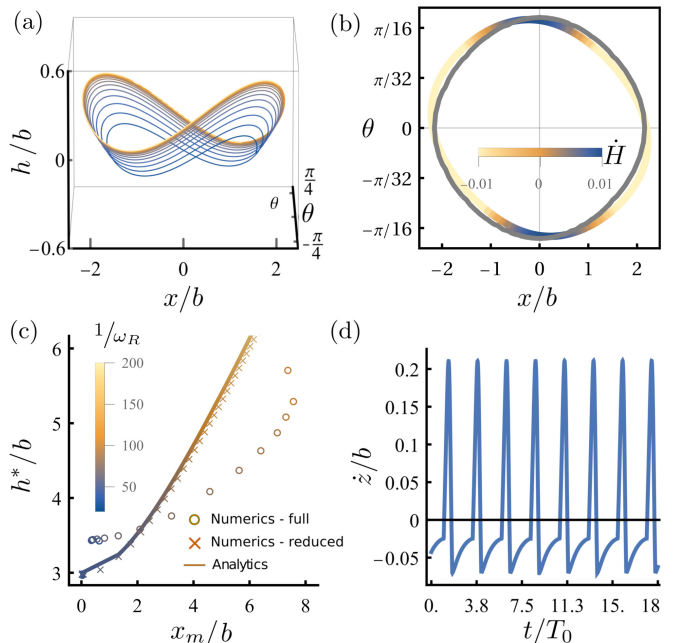 (a)
h/b
0.6
0
−0.6
−2
0
2
x/b
θ
π/4
θ
−π/4
(b)
θ
π/16
π/32
0
−π/32
−π/16
−2
−1
0
1
2
x/b
Ḣ
−0.01
0
0.01
(c)
1/ω_R
200
150
100
50
h*/b
6
5
4
3
0
2
4
6
8
x_m/b
Numerics - full
Numerics - reduced
Analytics
(d)
ż/b
0.2
0.15
0.1
0.05
0
−0.05
0.
3.8
7.5
11.3
15.
18
t/T₀